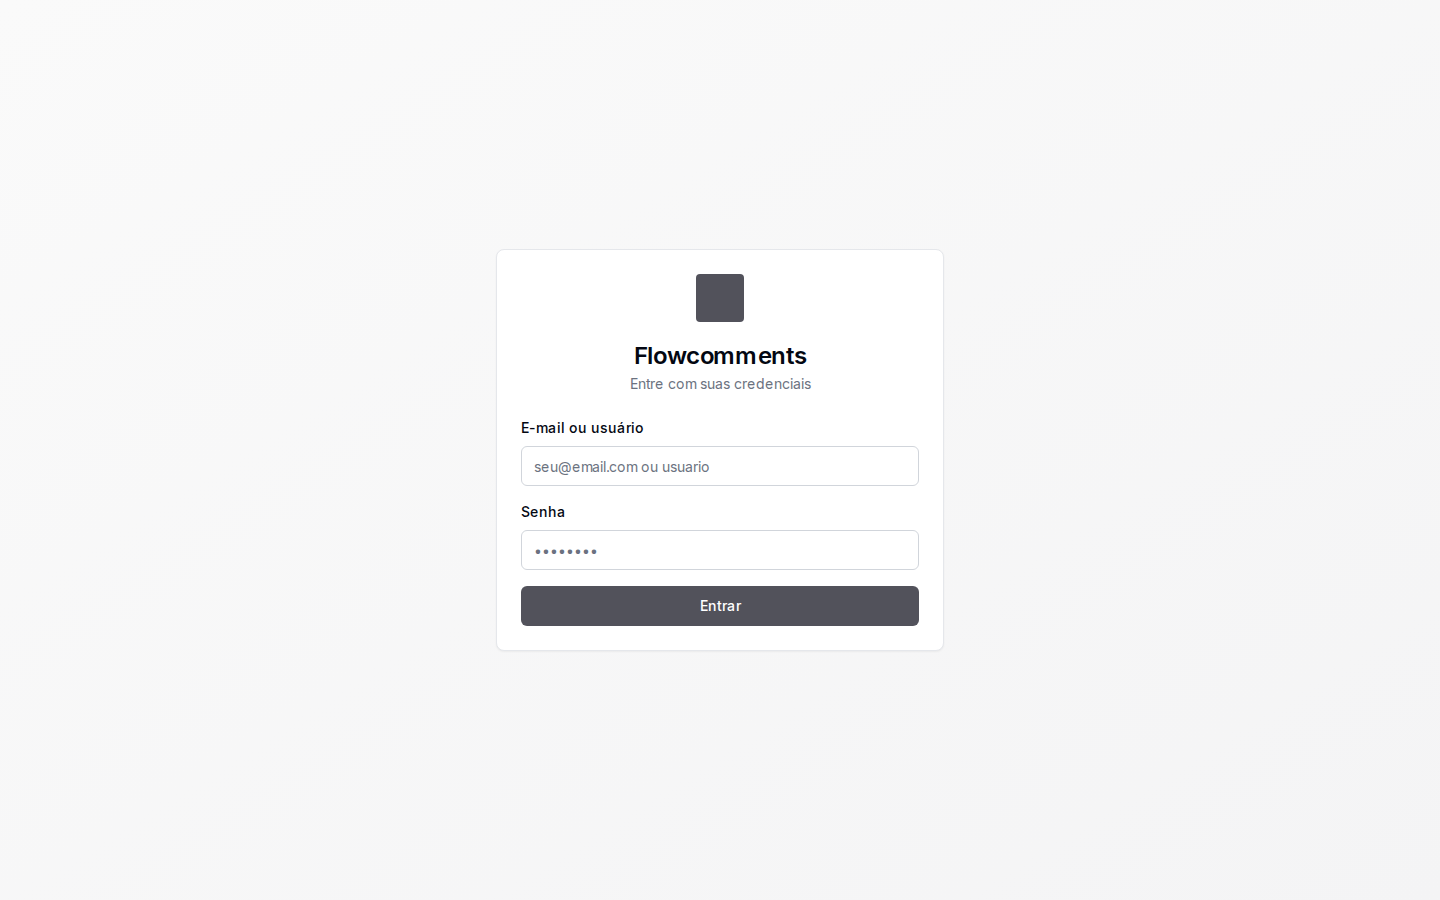 Flowcomments
Entre com suas credenciais
E-mail ou usuário
seu@email.com ou usuario
Senha
••••••••
Entrar